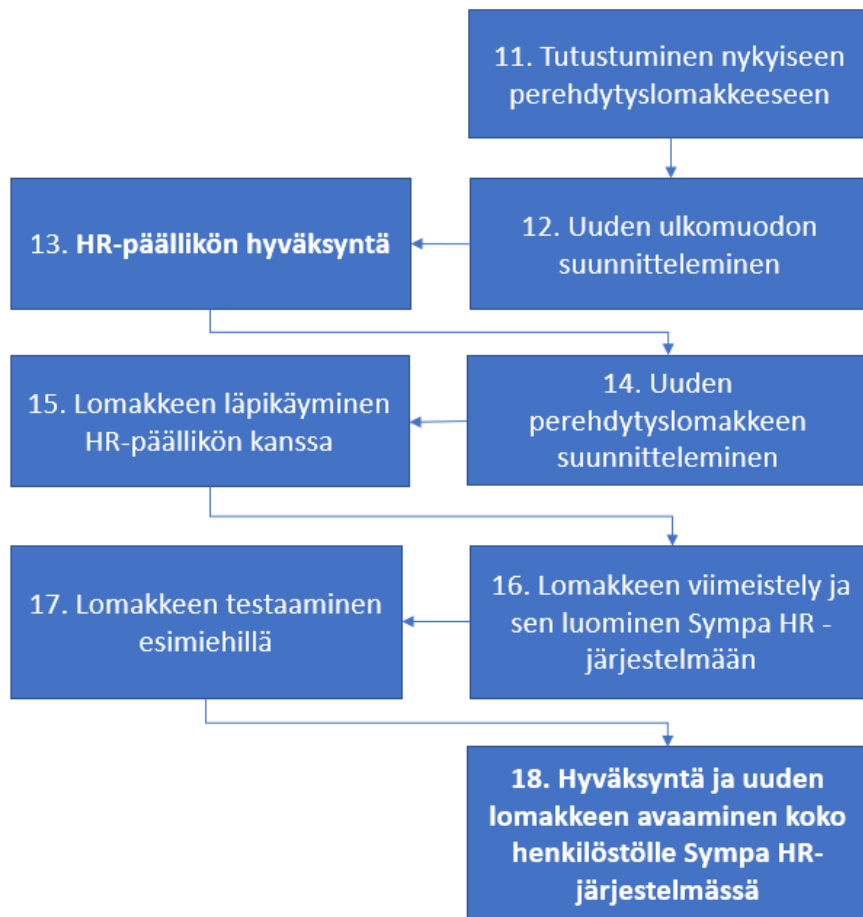 11. Tutustuminen nykyiseen
perehdytyslomakkeeseen
12. Uuden ulkomuodon
suunnitteleminen
13. HR-päällikön hyväksyntä
14. Uuden
perehdytyslomakkeen
suunnitteleminen
15. Lomakkeen läpikäyminen
HR-päällikön kanssa
16. Lomakkeen viimeistely ja
sen luominen Sympa HR -
järjestelmään
17. Lomakkeen testaaminen
esimiehillä
18. Hyväksyntä ja uuden
lomakkeen avaaminen koko
henkilöstölle Sympa HR-
järjestelmässä